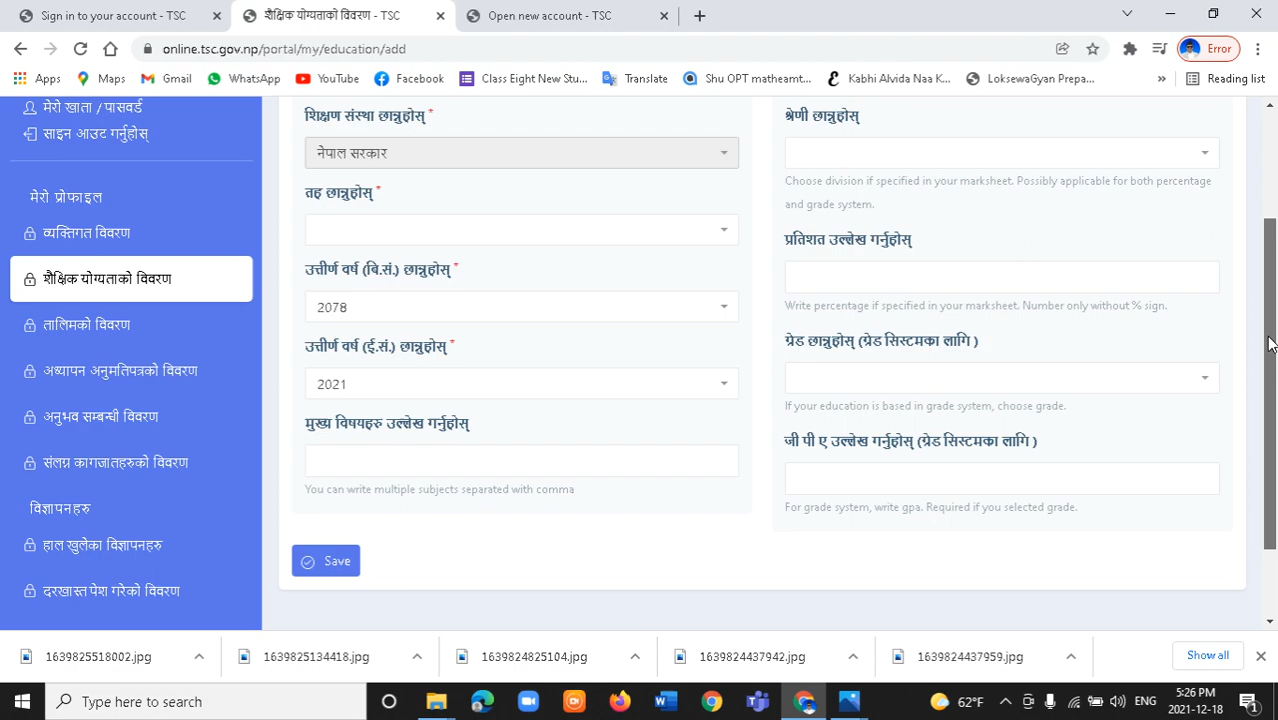 Sign in to your account - TSC
शैक्षिक योग्यताको विवरण - TSC
Open new account - TSC
online.tsc.gov.np/portal/my/education/add
Error
Apps
Maps
Gmail
WhatsApp
YouTube
Facebook
Class Eight New Stu...
Translate
Shu OPT matheamt...
Kabhi Alvida Naa K...
LoksewaGyan Prepa...
»
Reading list
मेरो खाता / पासवर्ड
साइन आउट गर्नुहोस्
मेरो प्रोफाइल
व्यक्तिगत विवरण
शैक्षिक योग्यताको विवरण
तालिमको विवरण
अध्यापन अनुमतिपत्रको विवरण
अनुभव सम्बन्धी विवरण
संलग्न कागजातहरुको विवरण
विज्ञापनहरु
हाल खुलेका विज्ञापनहरु
दरखास्त पेश गरेको विवरण
शिक्षण संस्था छान्नुहोस् *
नेपाल सरकार
तह छान्नुहोस् *
उत्तीर्ण वर्ष (बि.सं.) छान्नुहोस् *
2078
उत्तीर्ण वर्ष (ई.सं.) छान्नुहोस् *
2021
मुख्य विषयहरु उल्लेख गर्नुहोस्
You can write multiple subjects separated with comma
Save
श्रेणी छान्नुहोस्
Choose division if specified in your marksheet. Possibly applicable for both percentage
and grade system.
प्रतिशत उल्लेख गर्नुहोस्
Write percentage if specified in your marksheet. Number only without % sign.
ग्रेड छान्नुहोस् (ग्रेड सिस्टमका लागि )
If your education is based in grade system, choose grade.
जी पी ए उल्लेख गर्नुहोस् (ग्रेड सिस्टमका लागि )
For grade system, write gpa. Required if you selected grade.
1639825518002.jpg
1639825134418.jpg
1639824825104.jpg
1639824437942.jpg
1639824437959.jpg
Show all
Type here to search
62°F
ENG
5:26 PM
2021-12-18
1